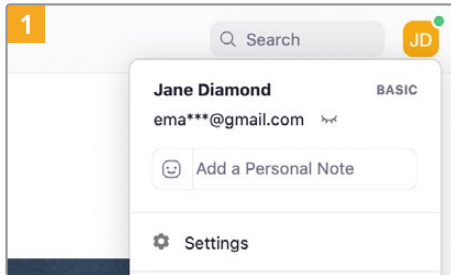 1
Search
JD
Jane Diamond BASIC
ema***@gmail.com
Add a Personal Note
Settings